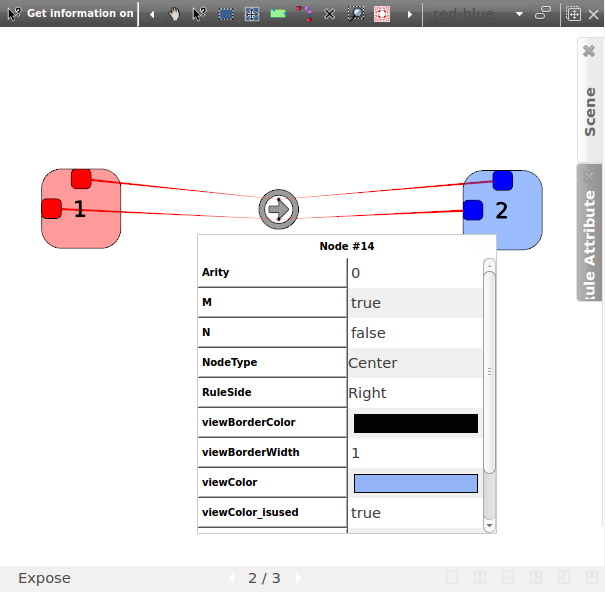 Get information on
red-blue
Scene
ule Attribute
1
2
Node #14
Arity 0
M true
N false
NodeType Center
RuleSide Right
viewBorderColor
viewBorderWidth 1
viewColor
viewColor_isused true
Expose
2 / 3